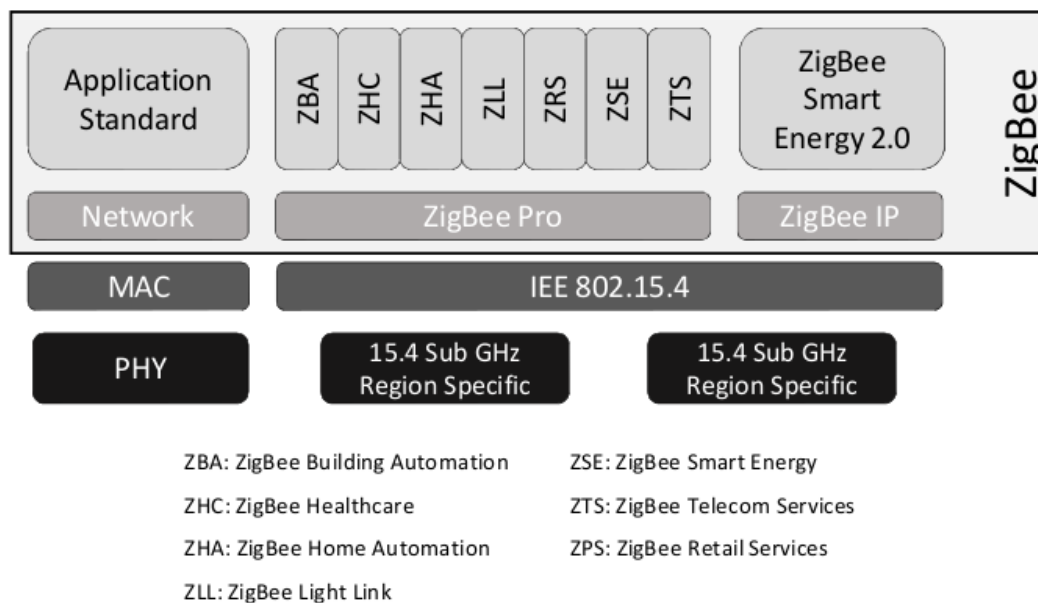 Application
Standard
ZBA
ZHC
ZHA
ZLL
ZRS
ZSE
ZTS
ZigBee
Smart
Energy 2.0
ZigBee
Network
ZigBee Pro
ZigBee IP
MAC
IEE 802.15.4
PHY
15.4 Sub GHz
Region Specific
15.4 Sub GHz
Region Specific
ZBA: ZigBee Building Automation
ZSE: ZigBee Smart Energy
ZHC: ZigBee Healthcare
ZTS: ZigBee Telecom Services
ZHA: ZigBee Home Automation
ZPS: ZigBee Retail Services
ZLL: ZigBee Light Link